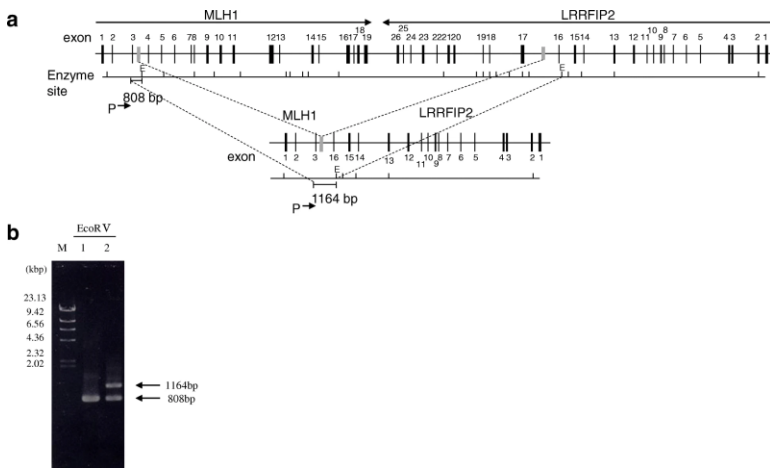 a
MLH1 LRRFIP2
exon 1 2 3 4 5 6 78 9 10 11 1213 1415 1617 18 19 26 25 24 23 2221 20 1918 17 16 1514 13 12 11 10 9 8 7 6 5 4 3 2 1
Enzyme site E E
808 bp
P
MLH1 LRRFIP2
exon 1 2 3 16 15 14 13 12 11 10 9 8 7 6 5 4 3 2 1
E
1164 bp
P
b
EcoR V
M 1 2
(kbp)
23.13
9.42
6.56
4.36
2.32
2.02
1164bp
808bp